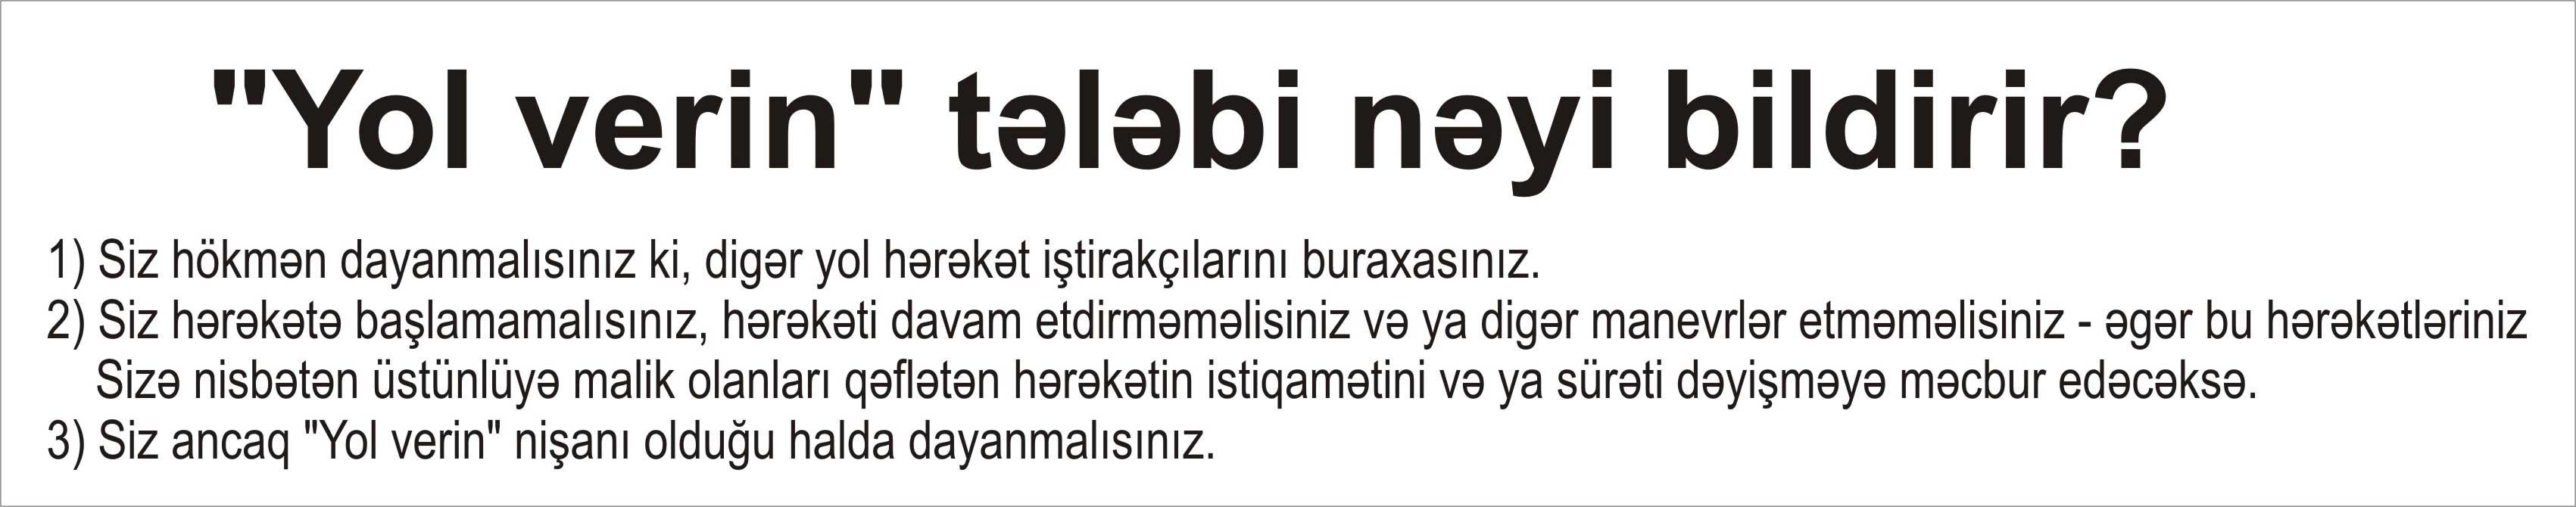 "Yol verin" tələbi nəyi bildirir?
1) Siz hökmən dayanmalısınız ki, digər yol hərəkət iştirakçılarını buraxasınız.
2) Siz hərəkətə başlamamalısınız, hərəkəti davam etdirməməlisiniz və ya digər manevrlər etməməlisiniz - əgər bu hərəkətləriniz
Sizə nisbətən üstünlüyə malik olanları qəflətən hərəkətin istiqamətini və ya sürəti dəyişməyə məcbur edəcəksə.
3) Siz ancaq "Yol verin" nişanı olduğu halda dayanmalısınız.